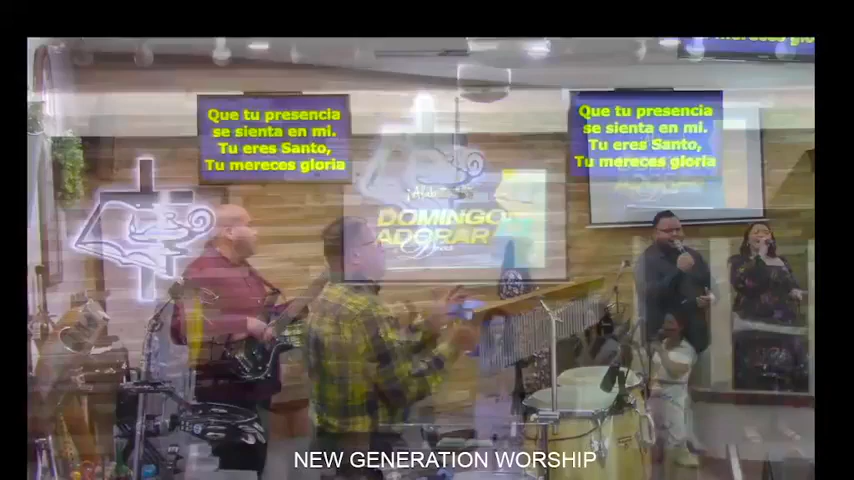 Que tu presencia
se sienta en mi.
Tu eres Santo,
Tu mereces gloria
Que tu presencia
se sienta en mi.
Tu eres Santo,
Tu mereces gloria
DOMINGO
ADORAR
NEW GENERATION WORSHIP